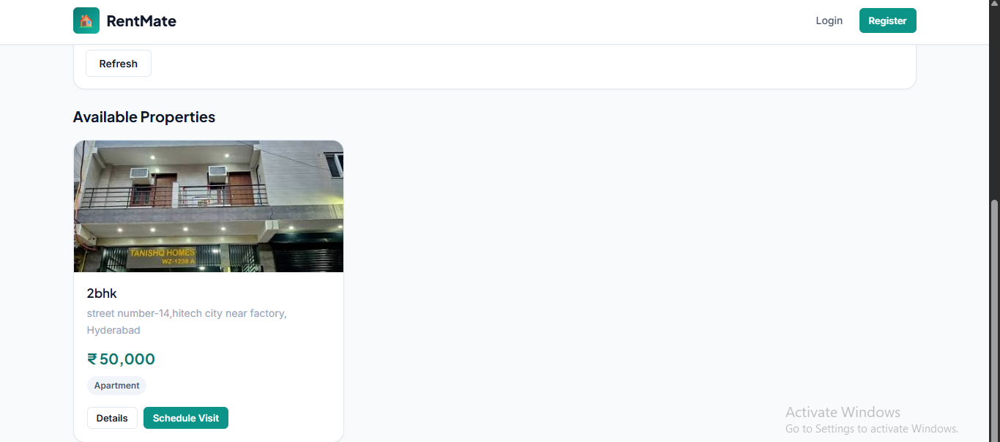 RentMate
Login
Register
Refresh
Available Properties
TANISHQ HOMES
WZ-1238 A
2bhk
street number-14,hitech city near factory,
Hyderabad
₹ 50,000
Apartment
Details
Schedule Visit
Activate Windows
Go to Settings to activate Windows.